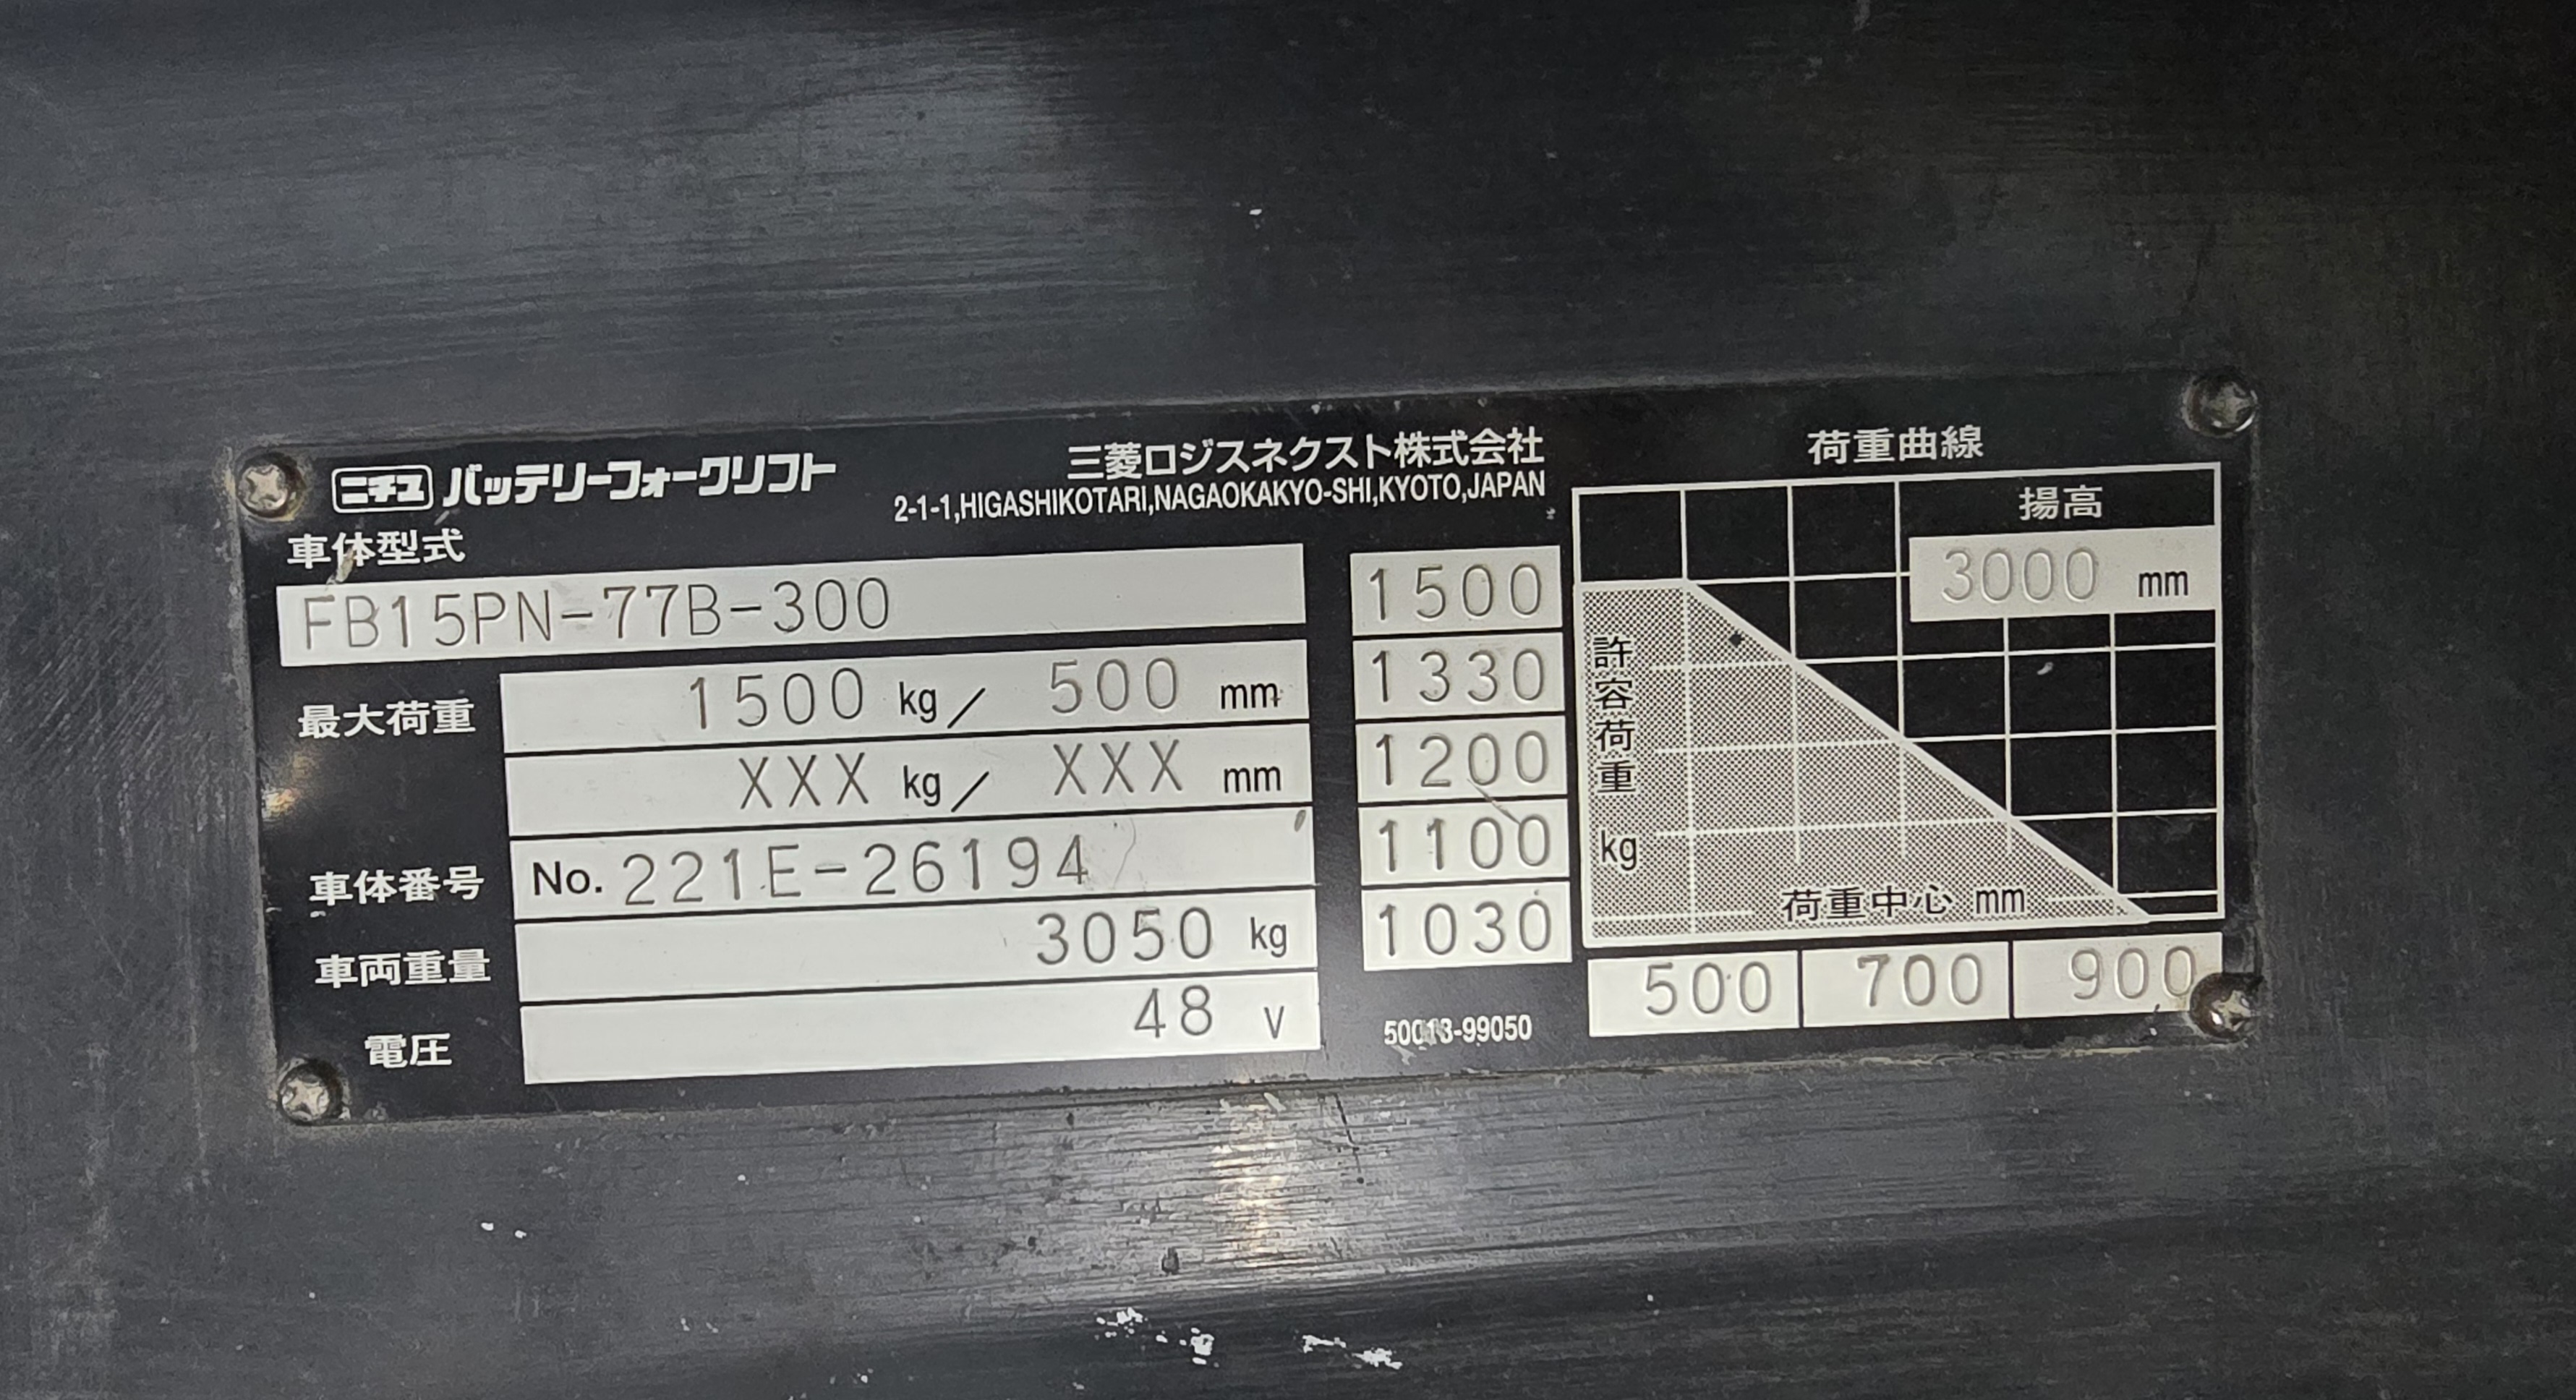 ニチユ バッテリーフォークリフト
三菱ロジスネクスト株式会社
2-1-1,HIGASHIKOTARI,NAGAOKAKYO-SHI,KYOTO,JAPAN
車体型式
FB15PN-77B-300
最大荷重 1500 kg/ 500 mm
XXX kg/ XXX mm
車体番号 No. 221E-26194
車両重量 3050 kg
電圧 48 V
1500
1330
1200
1100
1030
50013-99050
荷重曲線
揚高
3000 mm
許容荷重 kg
荷重中心 mm
500 700 900